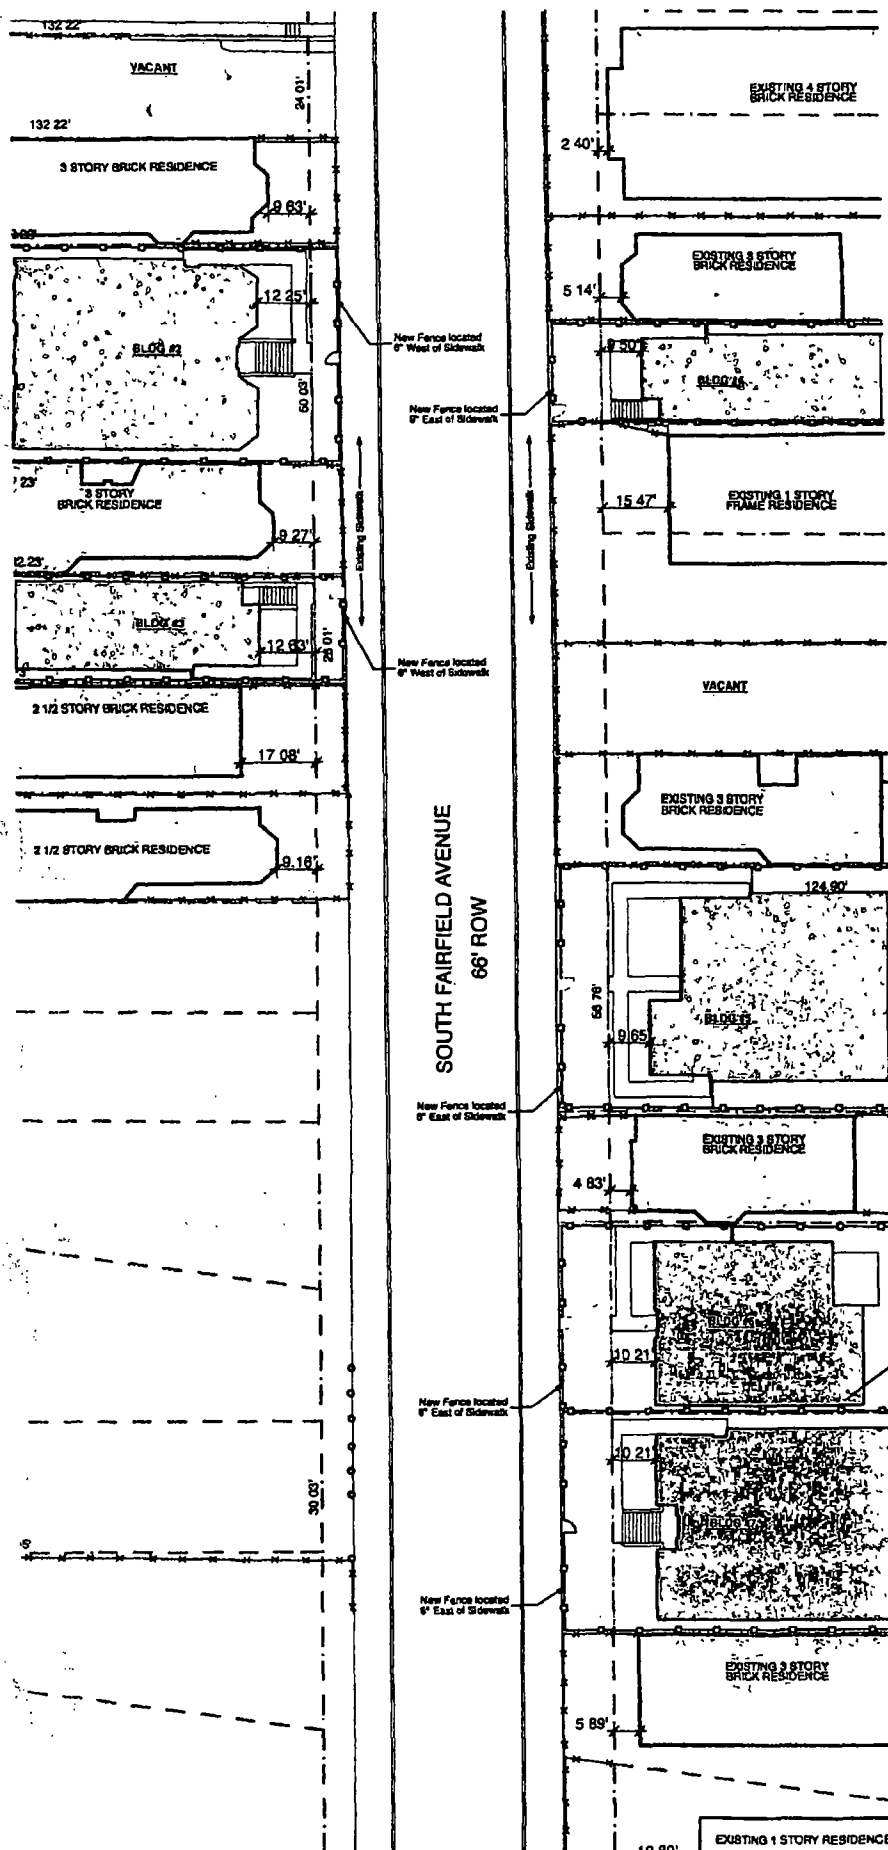 132 22'
VACANT
24 01'
132 22'
3 STORY BRICK RESIDENCE
9 63'
12 25'
BLDG #2
60 03'
New Fence located
6" West of Sidewalk
23'
3 STORY
BRICK RESIDENCE
9 27'
Existing Sidewalk
BLDG #3
12 63'
25 01'
New Fence located
6" West of Sidewalk
2 1/2 STORY BRICK RESIDENCE
17 08'
2 1/2 STORY BRICK RESIDENCE
9.16'
30 03'
SOUTH FAIRFIELD AVENUE
66' ROW
EXISTING 4 STORY
BRICK RESIDENCE
2 40'
EXISTING 3 STORY
BRICK RESIDENCE
5 14'
9 50'
New Fence located
6" East of Sidewalk
Existing Sidewalk
15 47'
EXISTING 1 STORY
FRAME RESIDENCE
VACANT
EXISTING 3 STORY
BRICK RESIDENCE
124.90'
9 65'
New Fence located
6" East of Sidewalk
EXISTING 3 STORY
BRICK RESIDENCE
4 83'
10 21'
New Fence located
6" East of Sidewalk
10 21'
New Fence located
6" East of Sidewalk
EXISTING 3 STORY
BRICK RESIDENCE
5 89'
EXISTING 1 STORY RESIDENCE